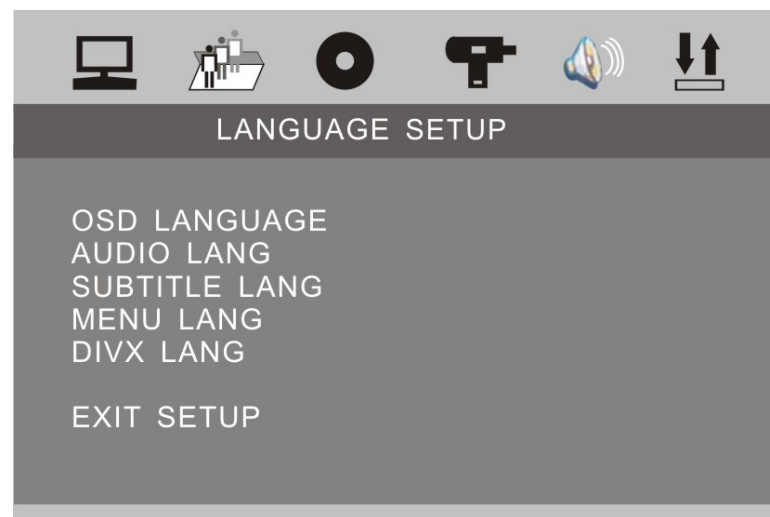 LANGUAGE SETUP
OSD LANGUAGE
AUDIO LANG
SUBTITLE LANG
MENU LANG
DIVX LANG
EXIT SETUP